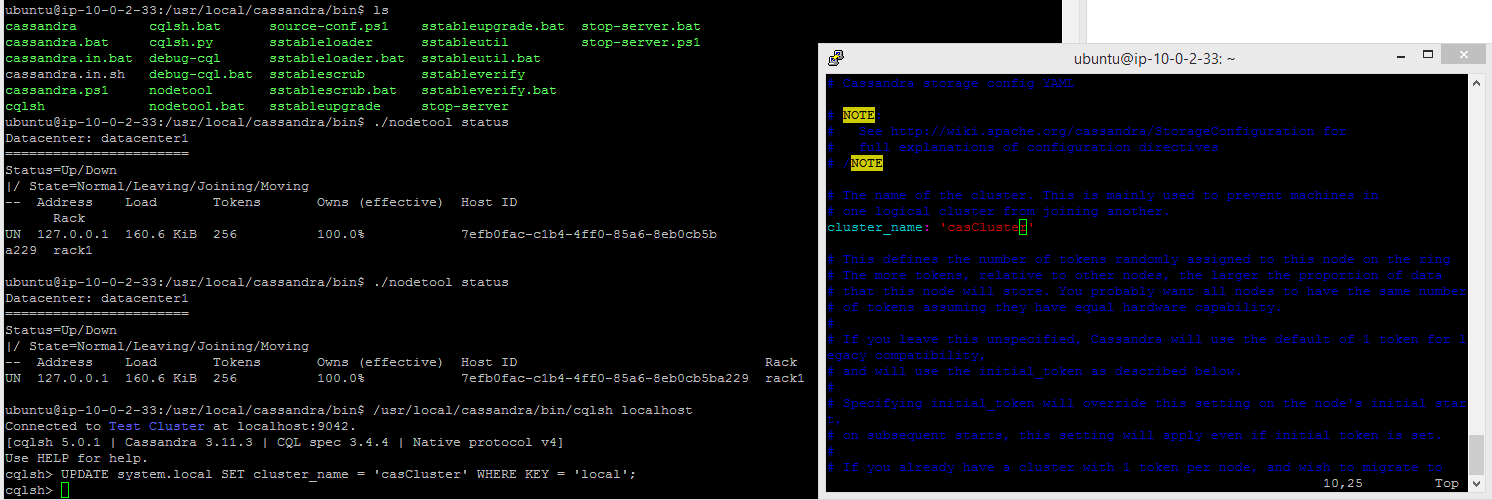 ubuntu@ip-10-0-2-33:/usr/local/cassandra/bin$ ls
cassandra cqlsh.bat source-conf.ps1 sstableupgrade.bat stop-server.bat
cassandra.bat cqlsh.py sstableloader sstableutil stop-server.ps1
cassandra.in.bat debug-cql sstableloader.bat sstableutil.bat
cassandra.in.sh debug-cql.bat sstablescrub sstableverify
cassandra.ps1 nodetool sstablescrub.bat sstableverify.bat
cqlsh nodetool.bat sstableupgrade stop-server
ubuntu@ip-10-0-2-33:/usr/local/cassandra/bin$ ./nodetool status
Datacenter: datacenter1
=======================
Status=Up/Down
|/ State=Normal/Leaving/Joining/Moving
-- Address Load Tokens Owns (effective) Host ID
Rack
UN 127.0.0.1 160.6 KiB 256 100.0% 7efb0fac-c1b4-4ff0-85a6-8eb0cb5b
a229 rack1
ubuntu@ip-10-0-2-33:/usr/local/cassandra/bin$ ./nodetool status
Datacenter: datacenter1
=======================
Status=Up/Down
|/ State=Normal/Leaving/Joining/Moving
-- Address Load Tokens Owns (effective) Host ID Rack
UN 127.0.0.1 160.6 KiB 256 100.0% 7efb0fac-c1b4-4ff0-85a6-8eb0cb5ba229 rack1
ubuntu@ip-10-0-2-33:/usr/local/cassandra/bin$ /usr/local/cassandra/bin/cqlsh localhost
Connected to Test Cluster at localhost:9042.
[cqlsh 5.0.1 | Cassandra 3.11.3 | CQL spec 3.4.4 | Native protocol v4]
Use HELP for help.
cqlsh> UPDATE system.local SET cluster_name = 'casCluster' WHERE KEY = 'local';
cqlsh>
ubuntu@ip-10-0-2-33: ~
# Cassandra storage config YAML
# NOTE:
# See http://wiki.apache.org/cassandra/StorageConfiguration for
# full explanations of configuration directives
# /NOTE
# The name of the cluster. This is mainly used to prevent machines in
# one logical cluster from joining another.
cluster_name: 'casCluster'
# This defines the number of tokens randomly assigned to this node on the ring
# The more tokens, relative to other nodes, the larger the proportion of data
# that this node will store. You probably want all nodes to have the same number
# of tokens assuming they have equal hardware capability.
#
# If you leave this unspecified, Cassandra will use the default of 1 token for l
egacy compatibility,
# and will use the initial_token as described below.
#
# Specifying initial_token will override this setting on the node's initial star
t,
# on subsequent starts, this setting will apply even if initial token is set.
#
# If you already have a cluster with 1 token per node, and wish to migrate to
10,25 Top